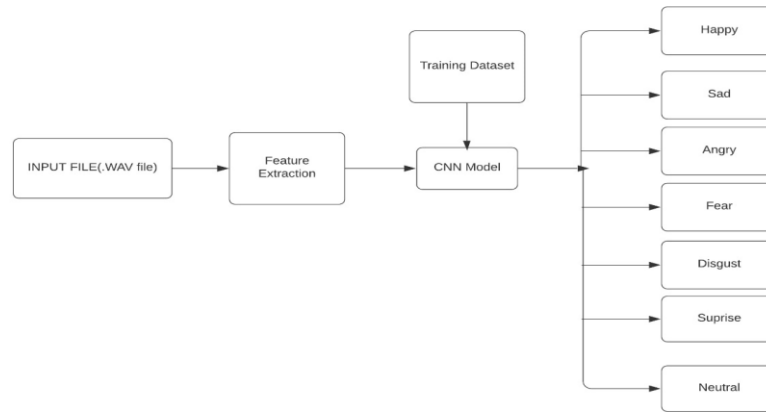 Happy
Training Dataset
Sad
INPUT FILE(.WAV file)
Feature
Extraction
CNN Model
Angry
Fear
Disgust
Suprise
Neutral